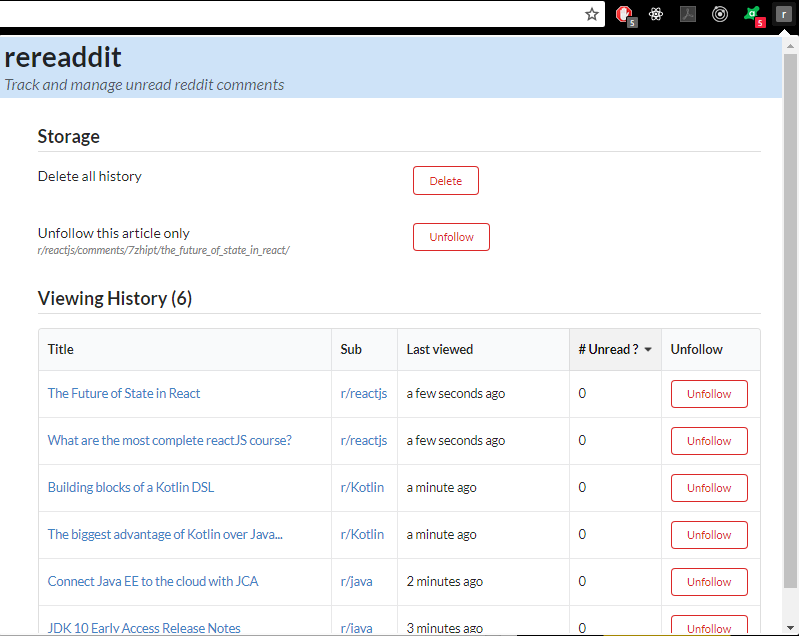 5
5
r
rereaddit
Track and manage unread reddit comments
Storage
Delete all history
Delete
Unfollow this article only
r/reactjs/comments/7zhipt/the_future_of_state_in_react/
Unfollow
Viewing History (6)
Title Sub Last viewed # Unread ? Unfollow
The Future of State in React r/reactjs a few seconds ago 0 Unfollow
What are the most complete reactJS course? r/reactjs a few seconds ago 0 Unfollow
Building blocks of a Kotlin DSL r/Kotlin a minute ago 0 Unfollow
The biggest advantage of Kotlin over Java... r/Kotlin a minute ago 0 Unfollow
Connect Java EE to the cloud with JCA r/java 2 minutes ago 0 Unfollow
JDK 10 Early Access Release Notes r/java 3 minutes ago 0 Unfollow